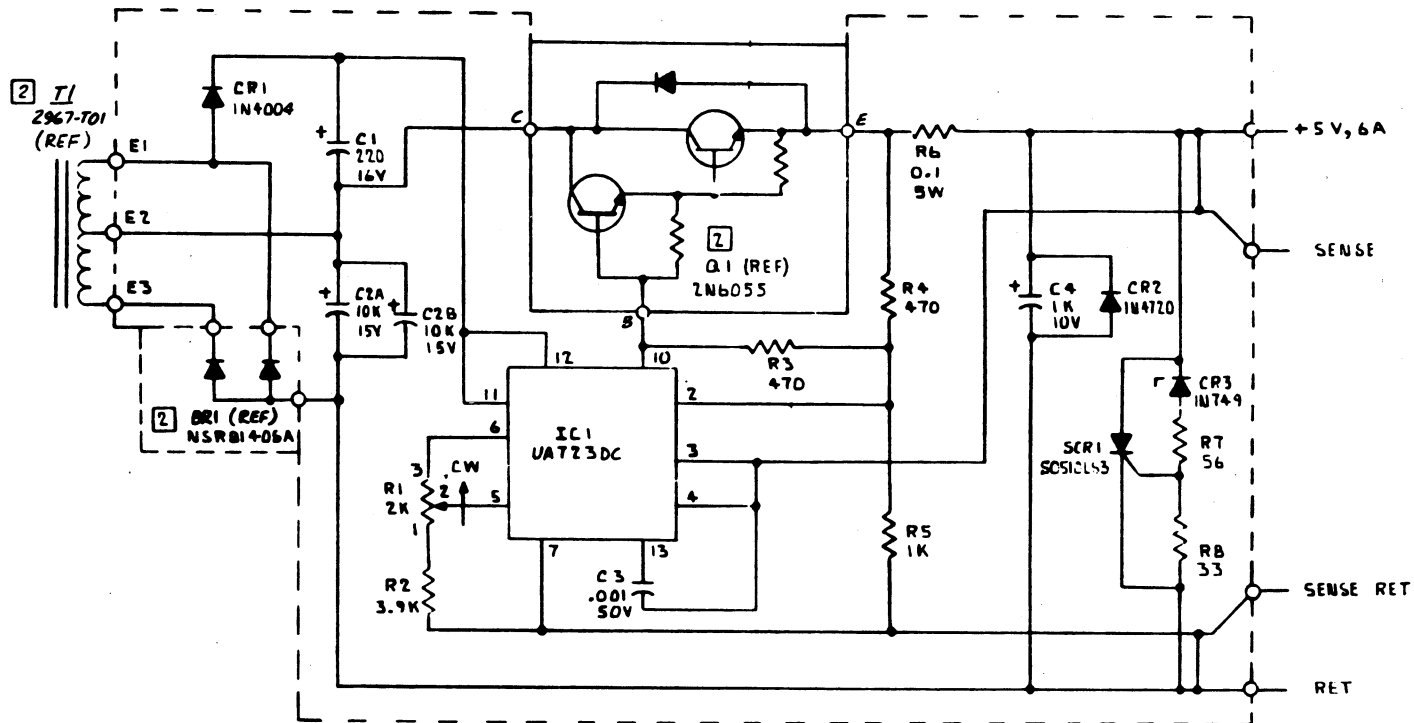 2 T1
2967-T01
(REF)
E1
E2
E3
CR1
1N4004
C1
220
16V
+
C2A
10K
15V
+
C2B
10K
15V
+
2 BR1 (REF)
NSRB1406A
C
E
B
2
Q1 (REF)
2N6055
R6
0.1
5W
R4
470
R3
470
12
10
11
2
6
3
5
4
7
13
IC1
UA723DC
R1
2K
3
2
1
CW
R2
3.9K
C3
.001
50V
R5
1K
+
C4
1K
10V
CR2
1N4720
CR3
1N749
SCR1
R7
56
R8
33
+5V, 6A
SENSE
SENSE RET
RET